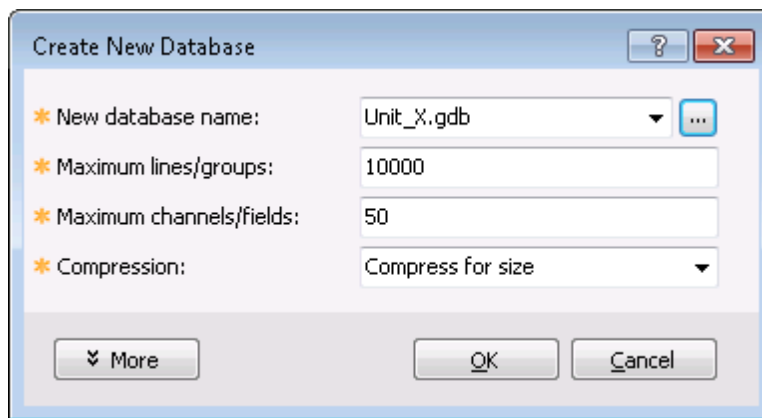 Create New Database
? X
* New database name: Unit_X.gdb ...
* Maximum lines/groups: 10000
* Maximum channels/fields: 50
* Compression: Compress for size
More OK Cancel